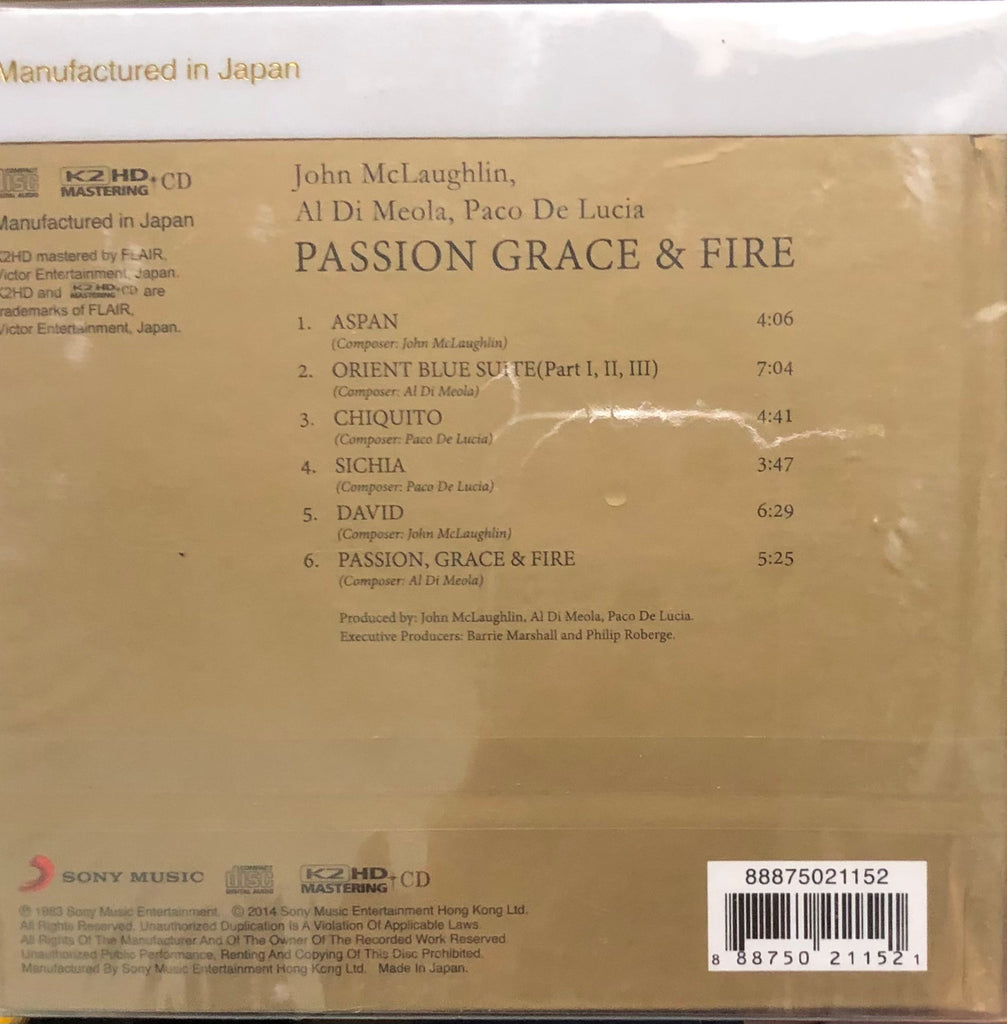 Manufactured in Japan
COMPACT
DISC
DIGITAL AUDIO
K2 HD
MASTERING
+CD
Manufactured in Japan
K2HD mastered by FLAIR,
Victor Entertainment, Japan.
K2HD and K2 HD MASTERING +CD are
trademarks of FLAIR,
Victor Entertainment, Japan.
John McLaughlin,
Al Di Meola, Paco De Lucia
PASSION GRACE & FIRE
1. ASPAN 4:06
(Composer: John McLaughlin)
2. ORIENT BLUE SUITE(Part I, II, III) 7:04
(Composer: Al Di Meola)
3. CHIQUITO 4:41
(Composer: Paco De Lucia)
4. SICHIA 3:47
(Composer: Paco De Lucia)
5. DAVID 6:29
(Composer: John McLaughlin)
6. PASSION, GRACE & FIRE 5:25
(Composer: Al Di Meola)
Produced by: John McLaughlin, Al Di Meola, Paco De Lucia.
Executive Producers: Barrie Marshall and Philip Roberge.
SONY MUSIC
COMPACT
DISC
DIGITAL AUDIO
K2 HD
MASTERING
+CD
℗ 1983 Sony Music Entertainment. © 2014 Sony Music Entertainment Hong Kong Ltd.
All Rights Reserved. Unauthorized Duplication Is A Violation Of Applicable Laws.
All Rights Of The Manufacturer And Of The Owner Of The Recorded Work Reserved.
Unauthorized Public Performance, Renting And Copying Of This Disc Prohibited.
Manufactured By Sony Music Entertainment Hong Kong Ltd. Made In Japan.
88875021152
8 88750 21152 1